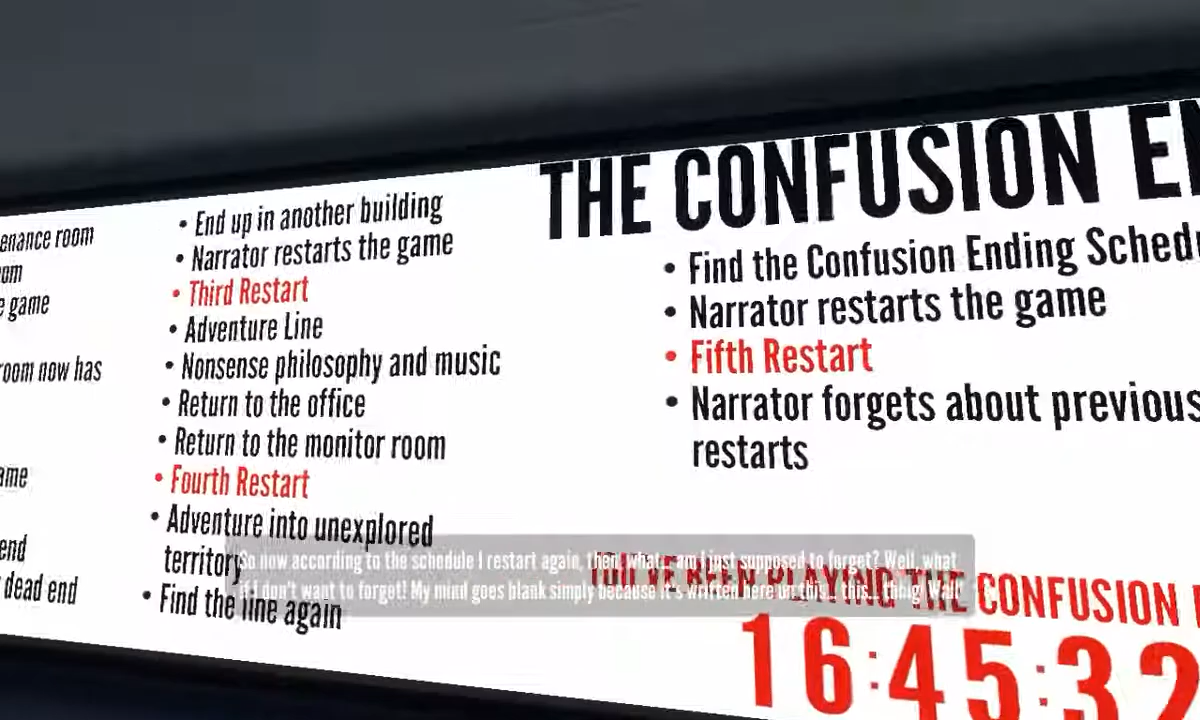 enance room
om
e game
room now has
ame
end
dead end
• End up in another building
• Narrator restarts the game
• Third Restart
• Adventure Line
• Nonsense philosophy and music
• Return to the office
• Return to the monitor room
• Fourth Restart
• Adventure into unexplored
territory
• Find the line again
THE CONFUSION E
• Find the Confusion Ending Schedu
• Narrator restarts the game
• Fifth Restart
• Narrator forgets about previous
restarts
YOU'VE BEEN PLAYING THE CONFUSION
16:45:32
So now according to the schedule I restart again, then, what... am I just supposed to forget? Well, what
if I don't want to forget! My mind goes blank simply because it's written here on this... this... thing! Wait